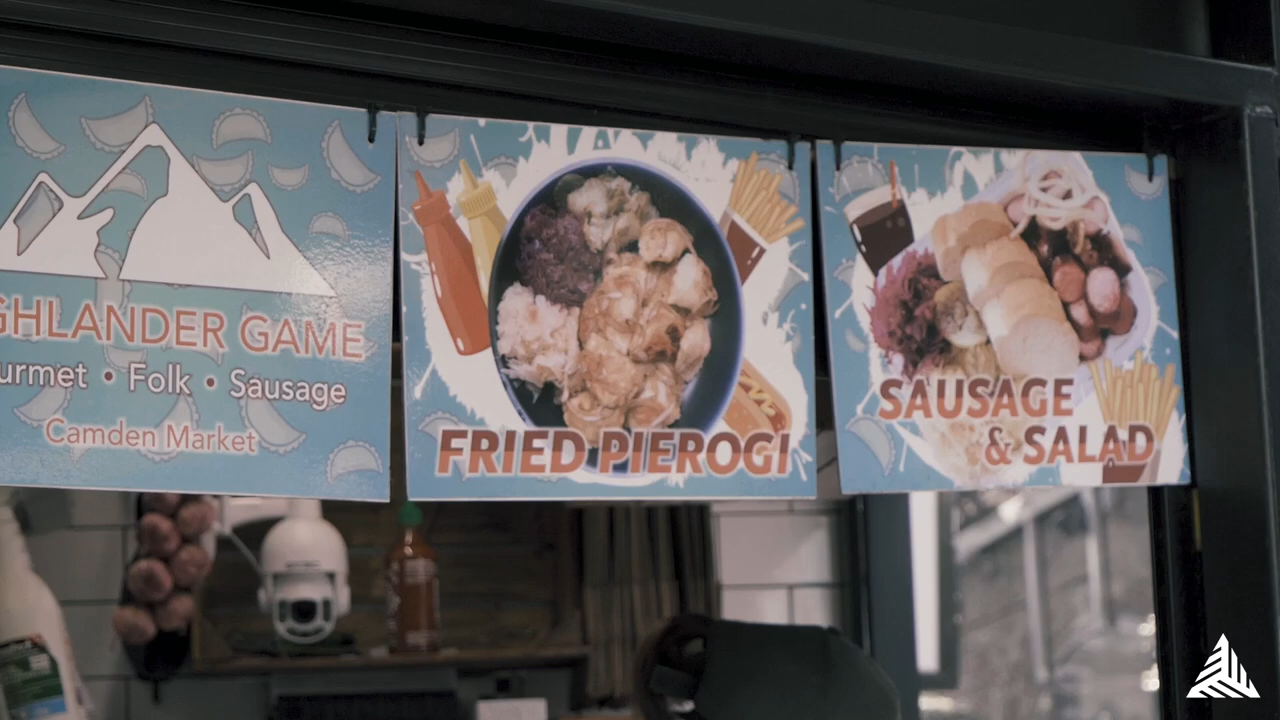 GHLANDER GAME
urmet • Folk • Sausage
Camden Market
FRIED PIEROGI
SAUSAGE
& SALAD